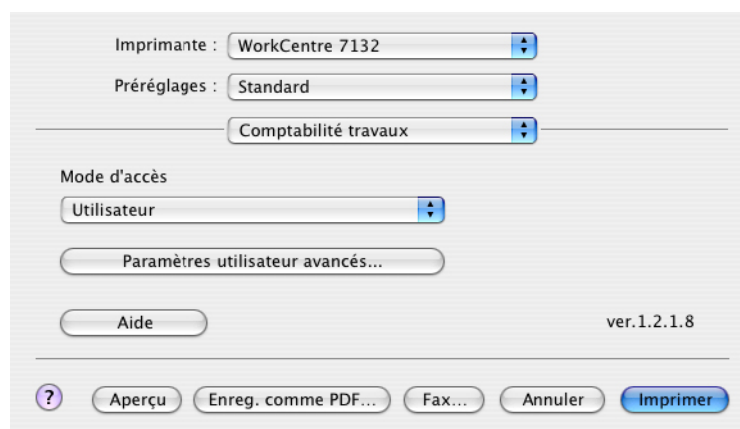 Imprimante : WorkCentre 7132
Préréglages : Standard
Comptabilité travaux
Mode d'accès
Utilisateur
Paramètres utilisateur avancés...
Aide ver.1.2.1.8
? Aperçu Enreg. comme PDF... Fax... Annuler Imprimer